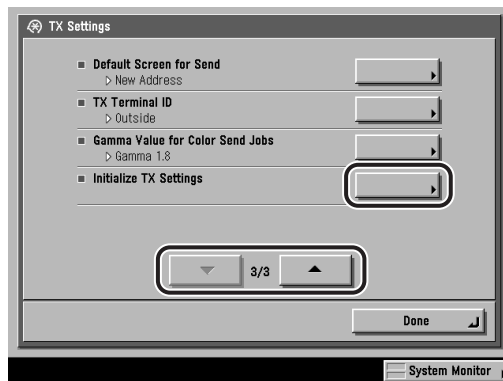 TX Settings
Default Screen for Send
New Address
TX Terminal ID
Outside
Gamma Value for Color Send Jobs
Gamma 1.8
Initialize TX Settings
3/3
Done
System Monitor